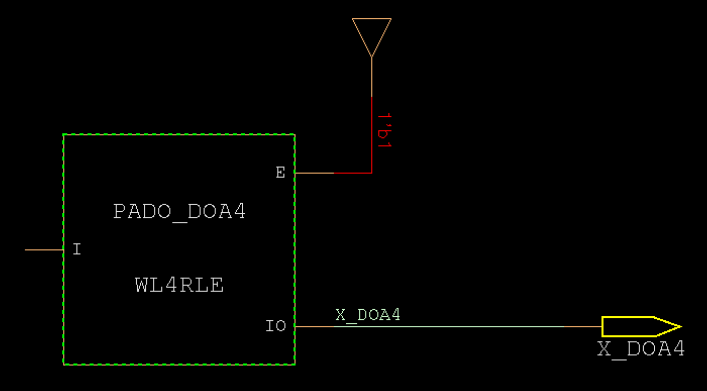 1'b1
E
PADO_DOA4
I
WL4RLE
IO
X_DOA4
X_DOA4